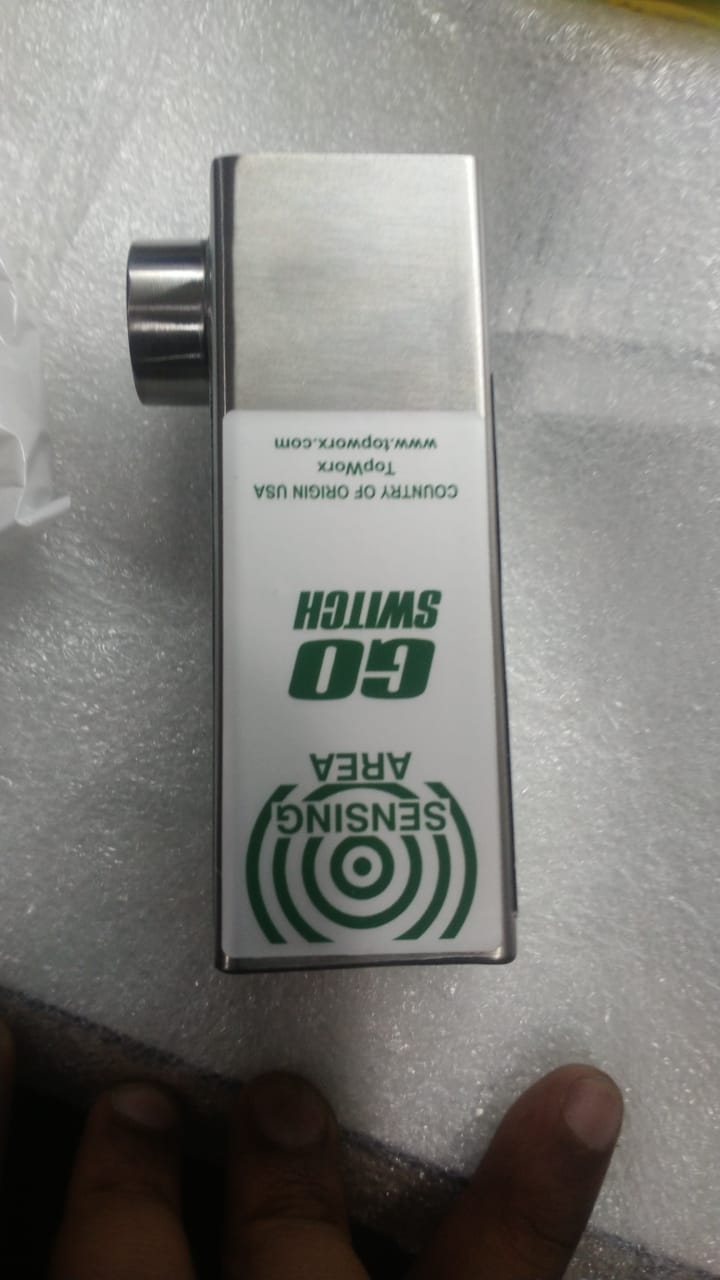 SENSING
AREA
GO
SWITCH
COUNTRY OF ORIGIN USA
TopWorx
www.topworx.com